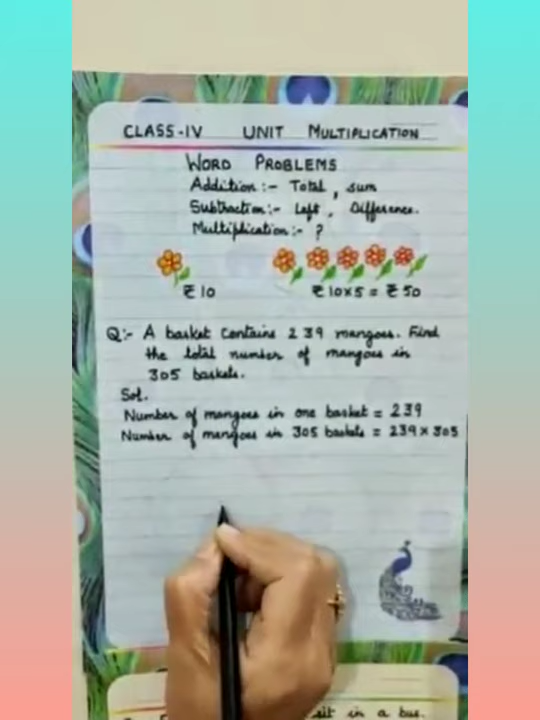 CLASS-IV UNIT MULTIPLICATION
WORD PROBLEMS
Addition :- Total, sum
Subtraction :- Left, Difference.
Multiplication :- ?
₹ 10 ₹ 10×5 = ₹ 50
Q:- A basket contains 239 mangoes. Find
the total number of mangoes in
305 baskets.
Sol.
Number of mangoes in one basket = 239
Number of mangoes in 305 baskets = 239 × 305
sit in a bus.